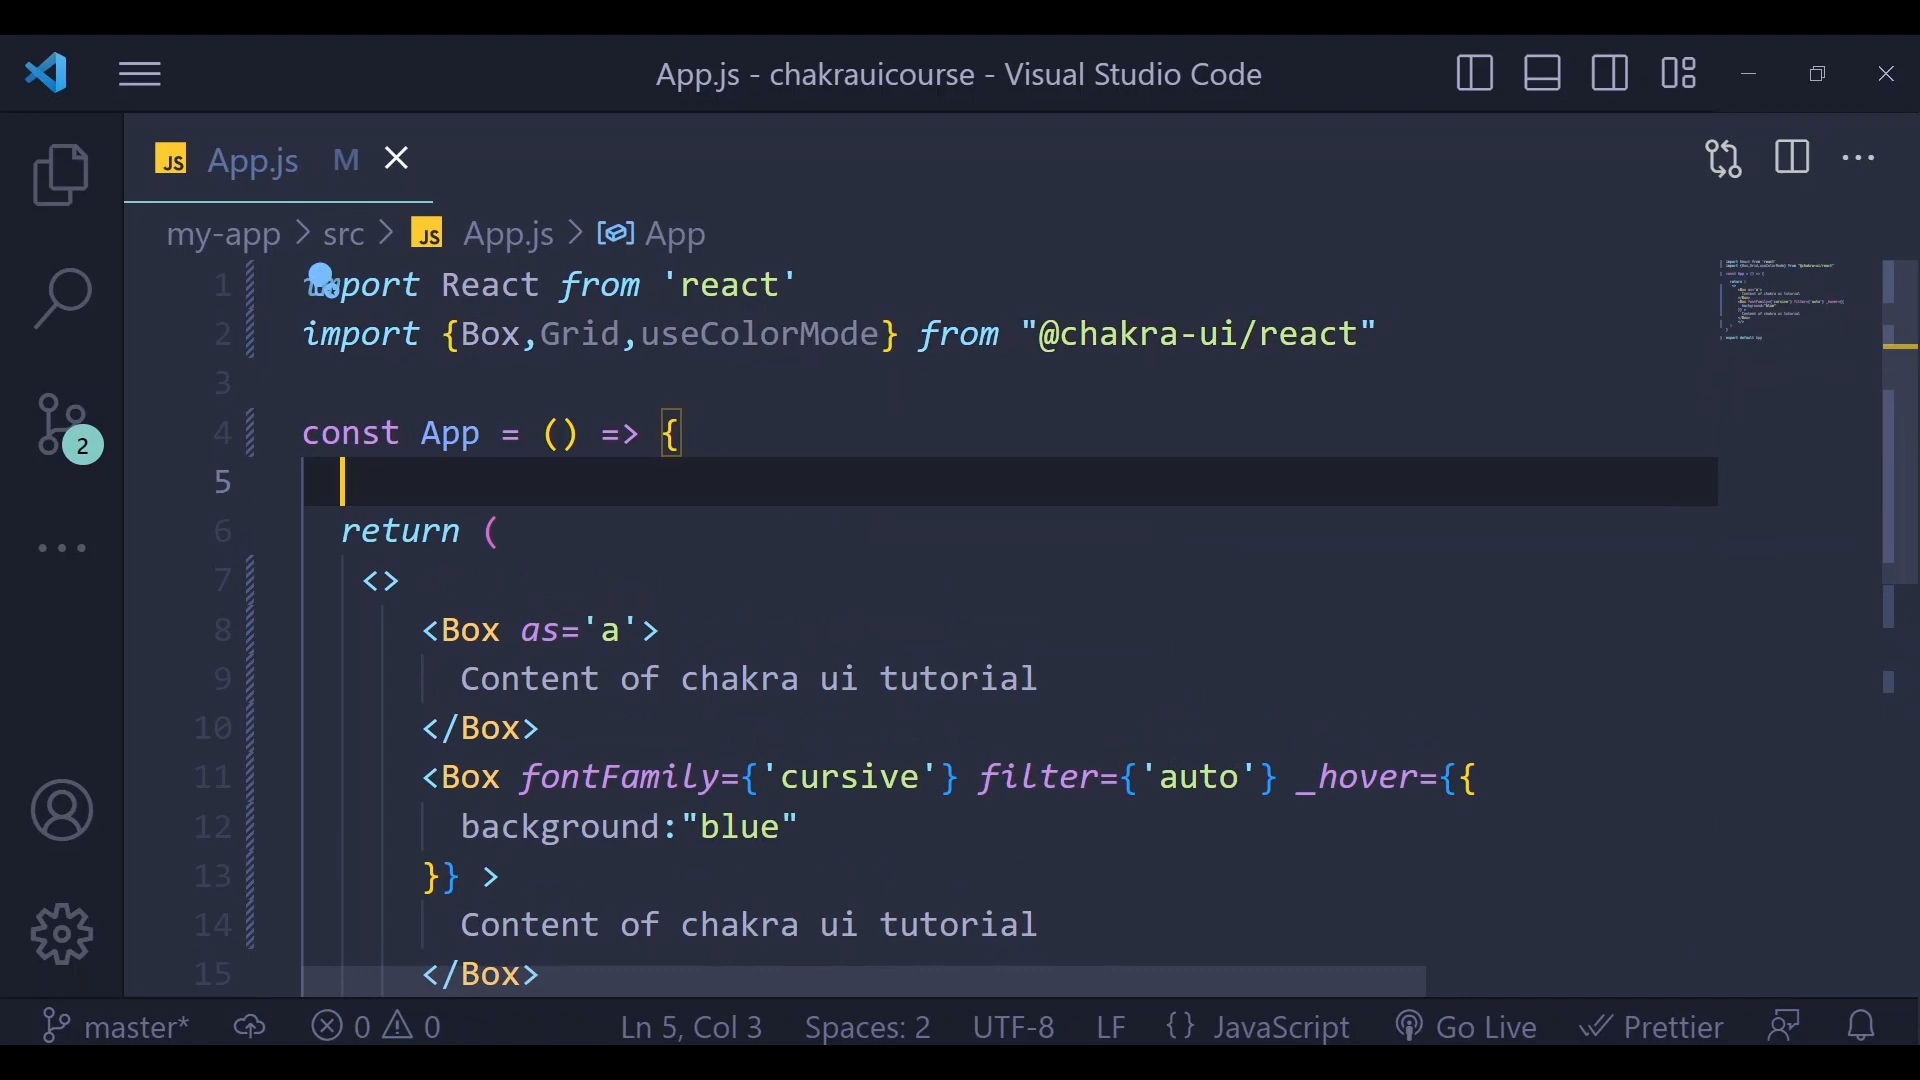 App.js - chakrauicourse - Visual Studio Code
JS App.js M
my-app > src > JS App.js > App
1 import React from 'react'
2 import {Box,Grid,useColorMode} from "@chakra-ui/react"
3
4 const App = () => {
5
6 return (
7 <>
8 <Box as='a'>
9 Content of chakra ui tutorial
10 </Box>
11 <Box fontFamily={'cursive'} filter={'auto'} _hover={{
12 background:"blue"
13 }} >
14 Content of chakra ui tutorial
15 </Box>
2
master* 0 0 Ln 5, Col 3 Spaces: 2 UTF-8 LF {} JavaScript Go Live Prettier